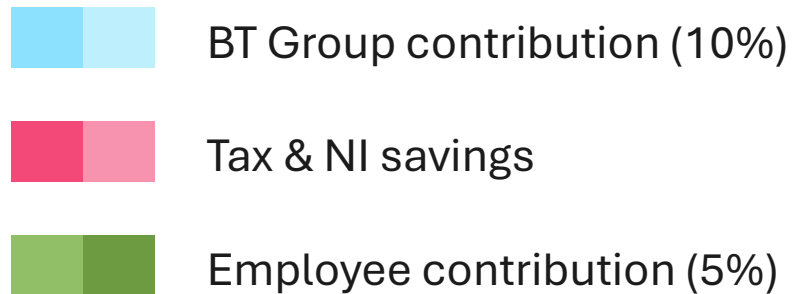 BT Group contribution (10%)
Tax & NI savings
Employee contribution (5%)